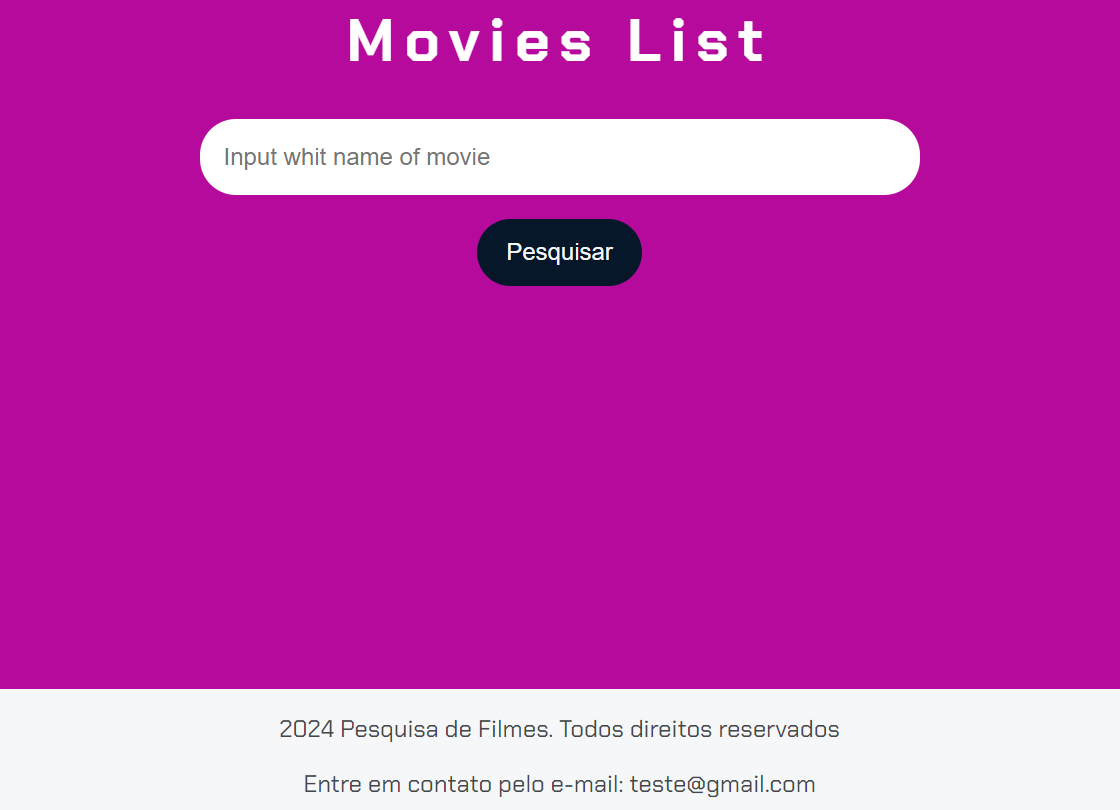 Movies List
Input whit name of movie
Pesquisar
2024 Pesquisa de Filmes. Todos direitos reservados
Entre em contato pelo e-mail: teste@gmail.com